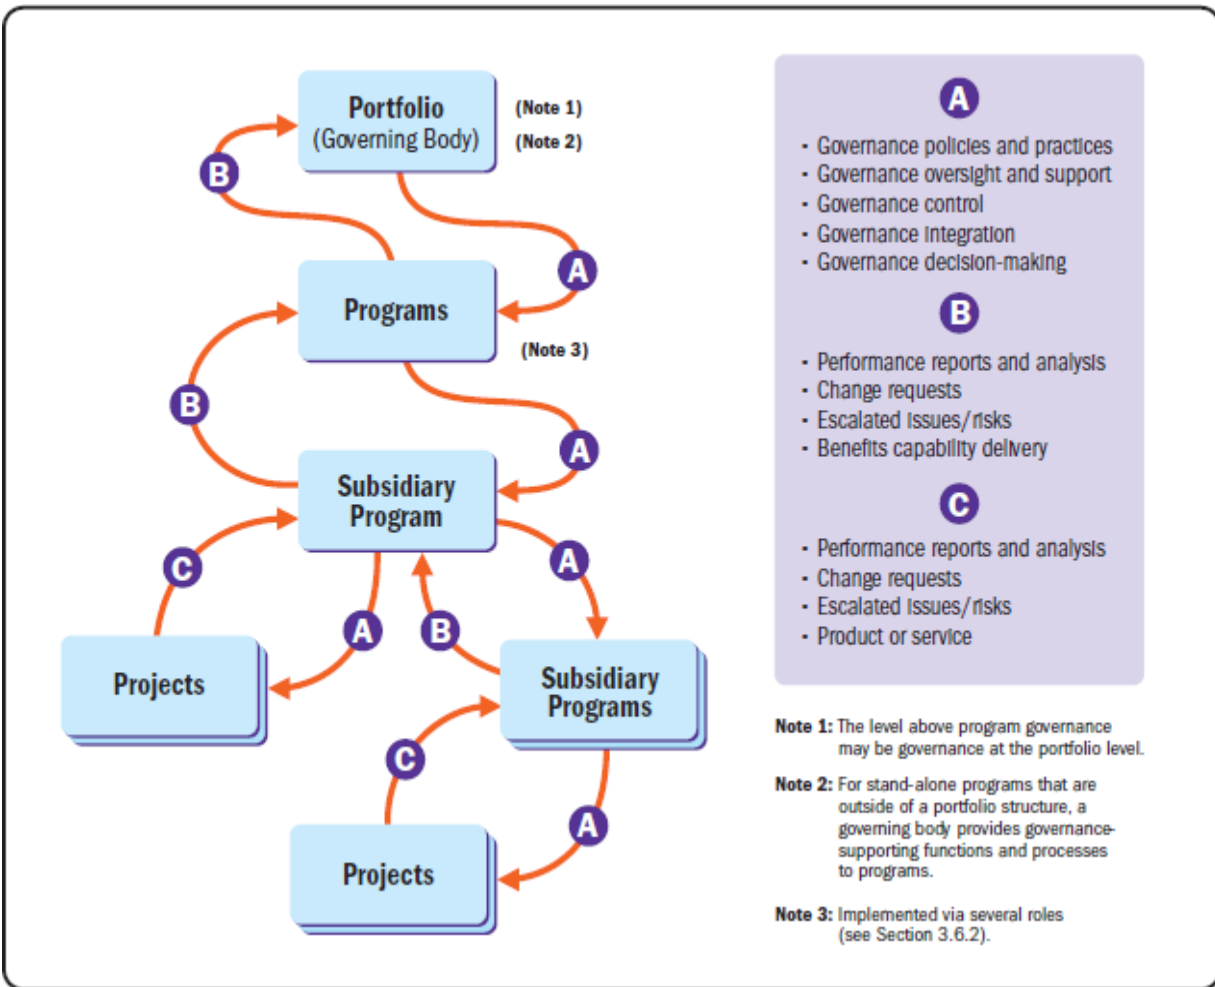 Portfolio
(Governing Body)
(Note 1)
(Note 2)
B
A
Programs
(Note 3)
B
A
Subsidiary
Program
C
A
A
B
Projects
Subsidiary
Programs
C
A
Projects
A
• Governance policies and practices
• Governance oversight and support
• Governance control
• Governance integration
• Governance decision-making
B
• Performance reports and analysis
• Change requests
• Escalated issues/risks
• Benefits capability delivery
C
• Performance reports and analysis
• Change requests
• Escalated issues/risks
• Product or service
Note 1: The level above program governance
may be governance at the portfolio level.
Note 2: For stand-alone programs that are
outside of a portfolio structure, a
governing body provides governance-
supporting functions and processes
to programs.
Note 3: Implemented via several roles
(see Section 3.6.2).